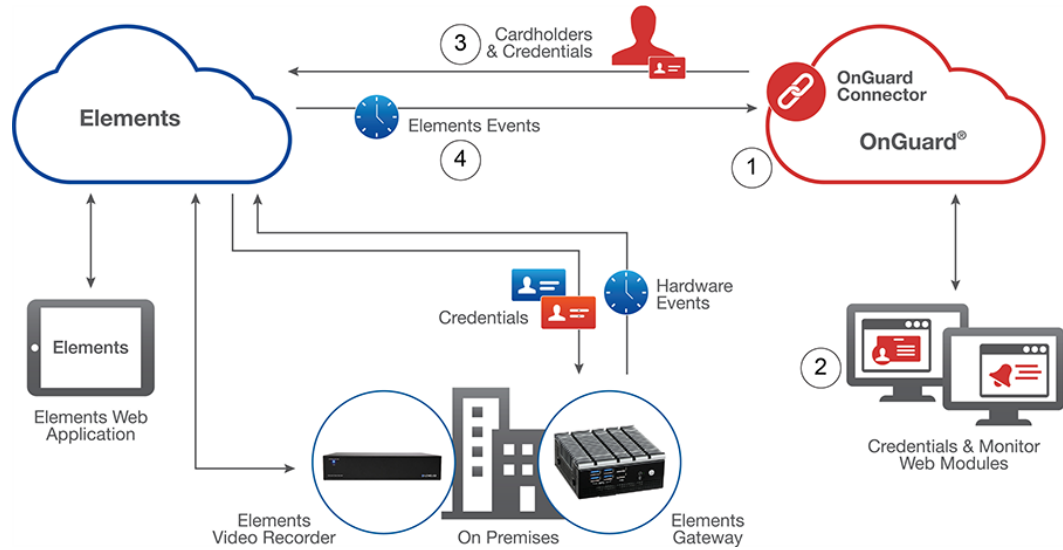 3
Cardholders
& Credentials
OnGuard
Connector
Elements
Elements Events
OnGuard®
4
1
Hardware
Events
Credentials
Elements
2
Elements Web
Application
Credentials & Monitor
Web Modules
Elements
Video Recorder
On Premises
Elements
Gateway